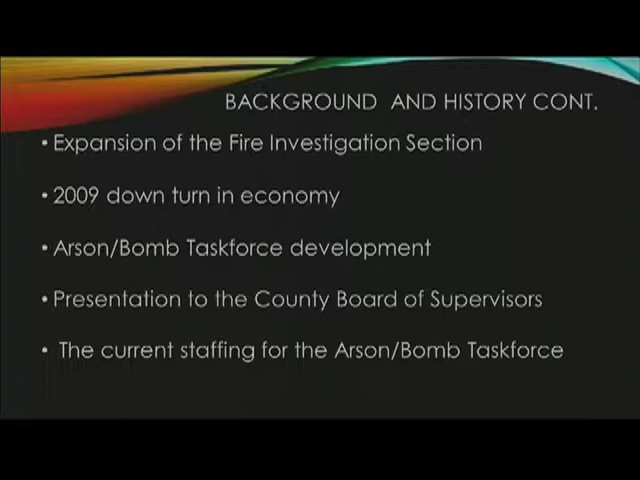 BACKGROUND AND HISTORY CONT.
• Expansion of the Fire Investigation Section
• 2009 down turn in economy
• Arson/Bomb Taskforce development
• Presentation to the County Board of Supervisors
• The current staffing for the Arson/Bomb Taskforce